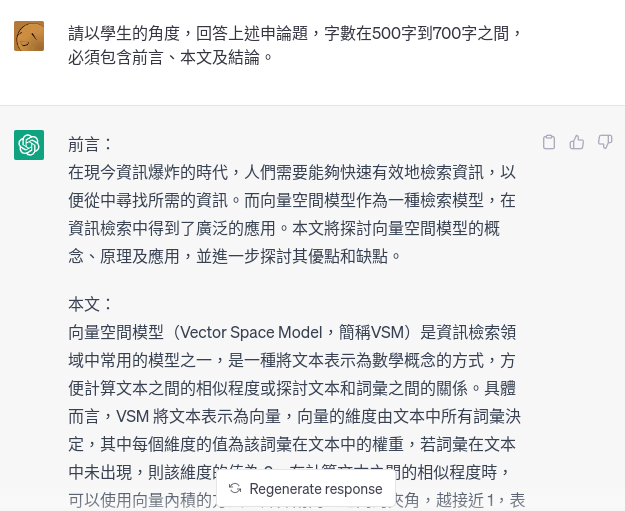 請以學生的角度，回答上述申論題，字數在500字到700字之間，
必須包含前言、本文及結論。
前言：
在現今資訊爆炸的時代，人們需要能夠快速有效地檢索資訊，以
便從中尋找所需的資訊。而向量空間模型作為一種檢索模型，在
資訊檢索中得到了廣泛的應用。本文將探討向量空間模型的概
念、原理及應用，並進一步探討其優點和缺點。
本文：
向量空間模型（Vector Space Model，簡稱VSM）是資訊檢索領
域中常用的模型之一，是一種將文本表示為數學概念的方式，方
便計算文本之間的相似程度或探討文本和詞彙之間的關係。具體
而言，VSM 將文本表示為向量，向量的維度由文本中所有詞彙決
定，其中每個維度的值為該詞彙在文本中的權重，若詞彙在文本
中未出現，則該維度的值為 間的相似程度時，
可以使用向量內積的 夾角，越接近 1，表
Regenerate response